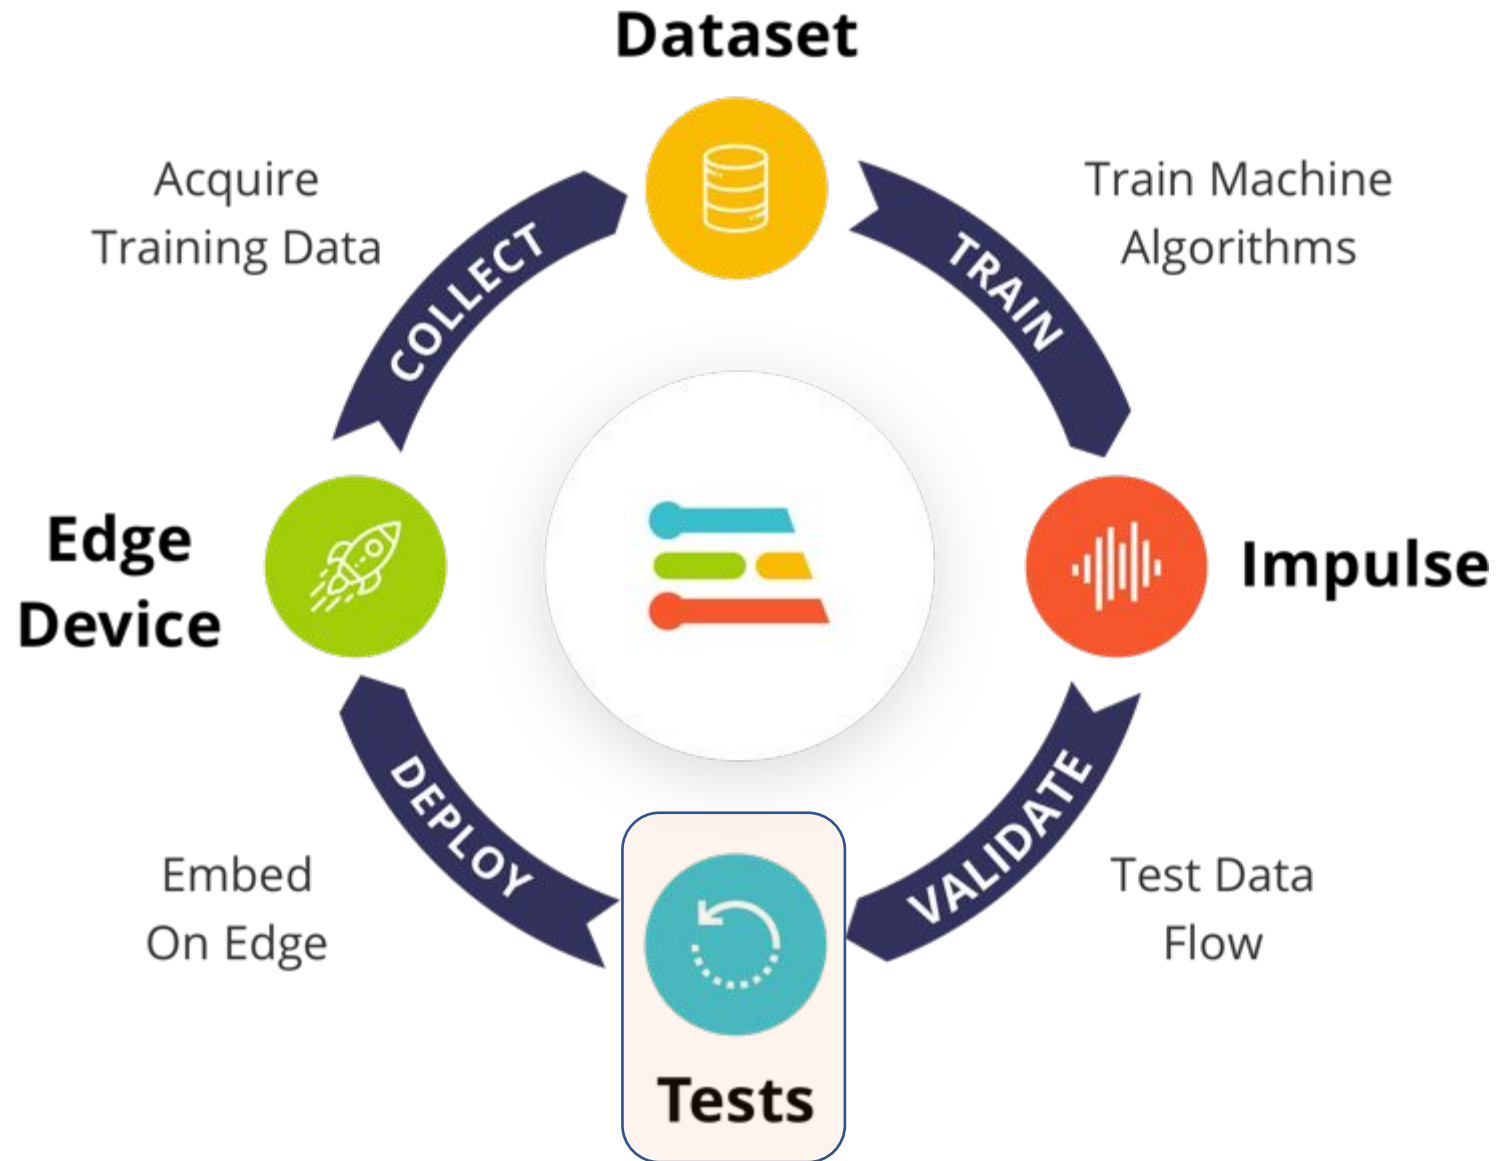 Dataset
Acquire
Training Data
COLLECT
TRAIN
Train Machine
Algorithms
Edge
Device
Impulse
DEPLOY
VALIDATE
Embed
On Edge
Test Data
Flow
Tests